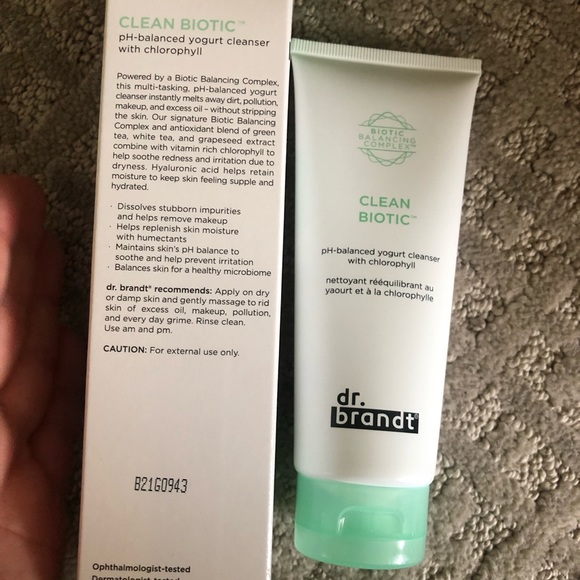 CLEAN BIOTIC™
pH-balanced yogurt cleanser
with chlorophyll
Powered by a Biotic Balancing Complex,
this multi-tasking, pH-balanced yogurt
cleanser instantly melts away dirt, pollution,
makeup, and excess oil – without stripping
the skin. Our signature Biotic Balancing
Complex and antioxidant blend of green
tea, white tea, and grapeseed extract
combine with vitamin rich chlorophyll to
help soothe redness and irritation due to
dryness. Hyaluronic acid helps retain
moisture to keep skin feeling supple and
hydrated.
· Dissolves stubborn impurities
and helps remove makeup
· Helps replenish skin moisture
with humectants
· Maintains skin's pH balance to
soothe and help prevent irritation
· Balances skin for a healthy microbiome
dr. brandt® recommends: Apply on dry
or damp skin and gently massage to rid
skin of excess oil, makeup, pollution,
and every day grime. Rinse clean.
Use am and pm.
CAUTION: For external use only.
B21G0943
Ophthalmologist-tested
Dermatologist-tested
BIOTIC
BALANCING
COMPLEX™
CLEAN
BIOTIC™
pH-balanced yogurt cleanser
with chlorophyll
nettoyant rééquilibrant au
yaourt et à la chlorophylle
dr.
brandt®